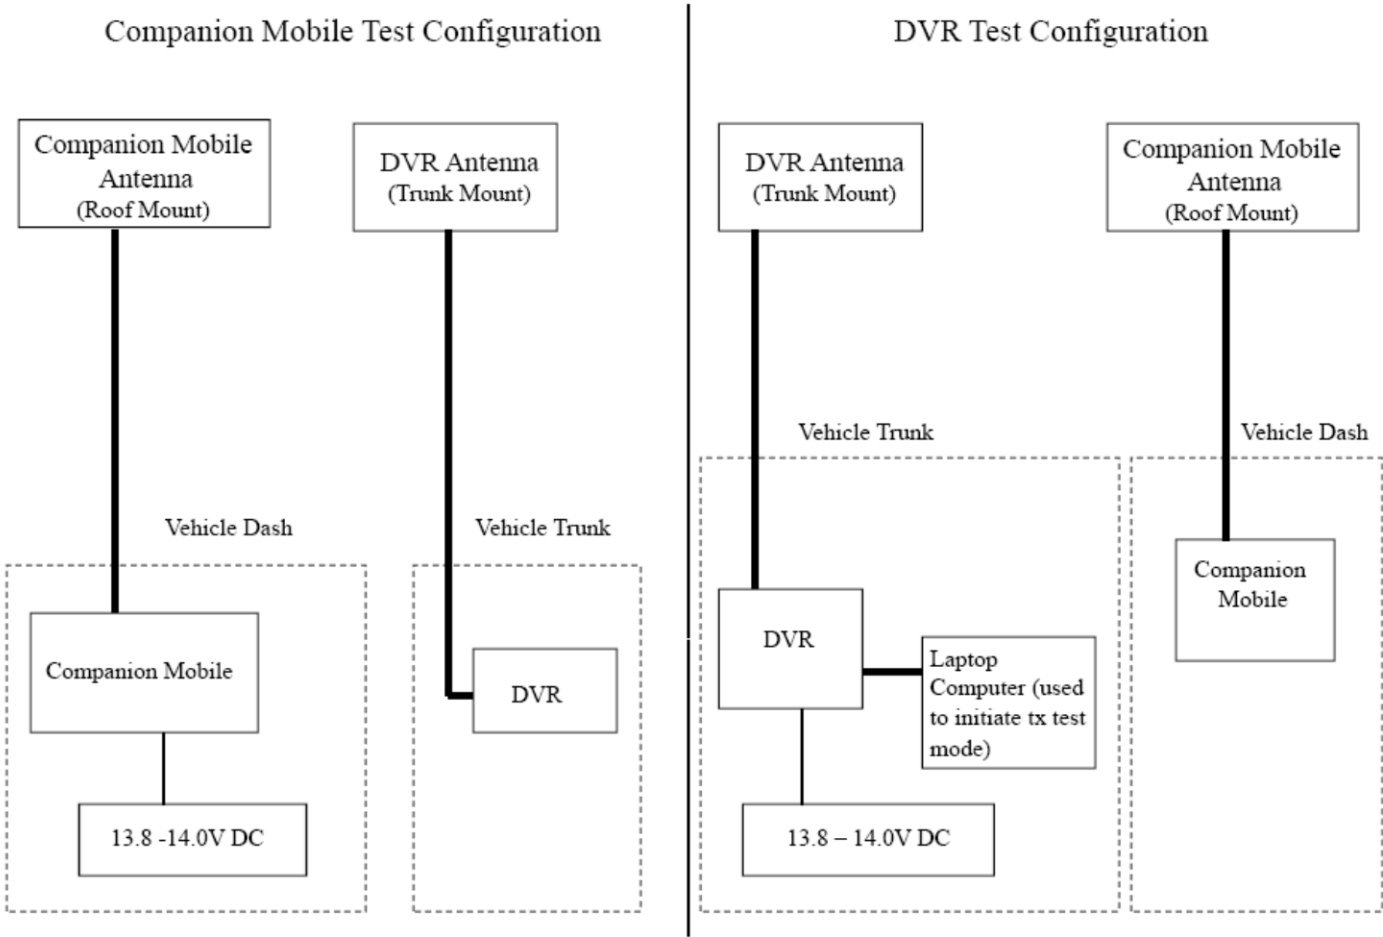 Companion Mobile Test Configuration
Companion Mobile
Antenna
(Roof Mount)
DVR Antenna
(Trunk Mount)
Vehicle Dash
Vehicle Trunk
Companion Mobile
DVR
13.8 -14.0V DC
DVR Test Configuration
DVR Antenna
(Trunk Mount)
Companion Mobile
Antenna
(Roof Mount)
Vehicle Trunk
Vehicle Dash
DVR
Laptop
Computer (used
to initiate tx test
mode)
Companion
Mobile
13.8 – 14.0V DC